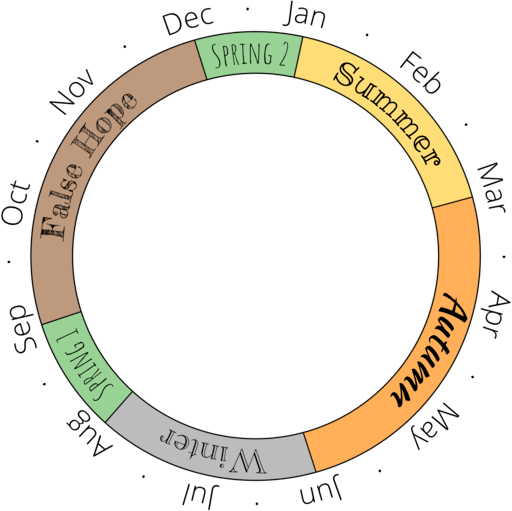 Jan
Feb
Mar
Apr
May
Jun
Jul
Aug
Sep
Oct
Nov
Dec
Spring 2
Summer
Autumn
Winter
Spring 1
False Hope